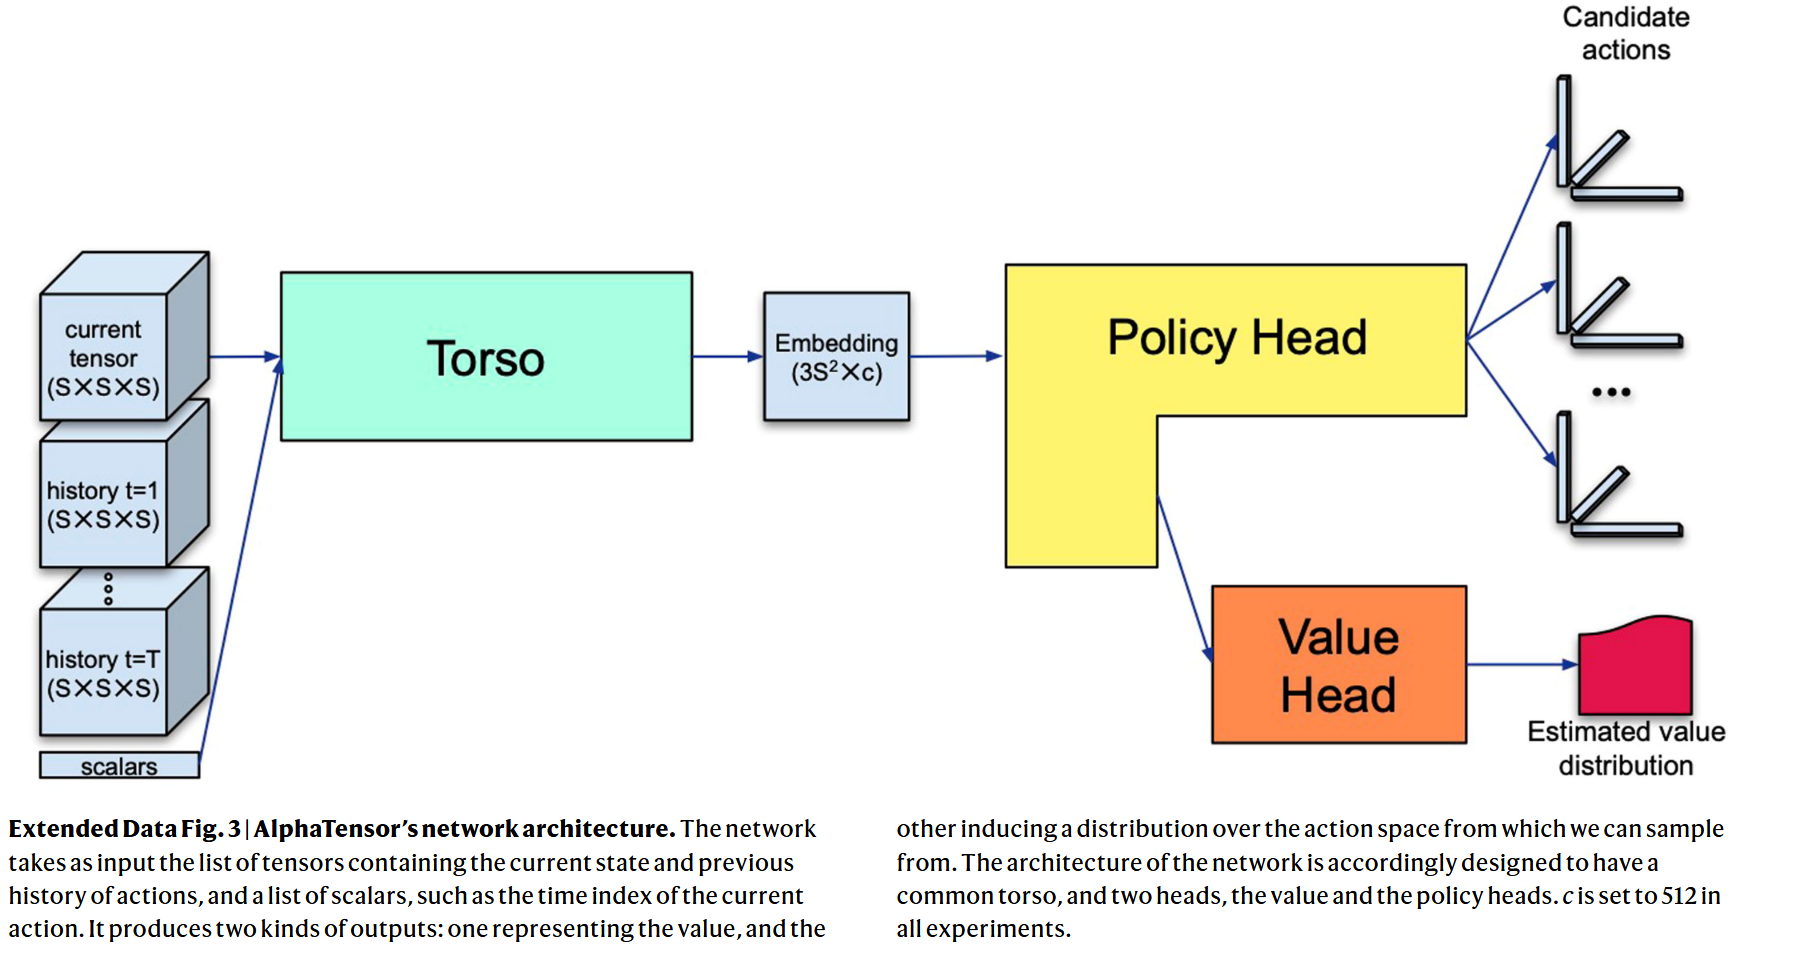 Candidate
actions
current
tensor
(S×S×S)
Torso
Embedding
(3S²×c)
Policy Head
history t=1
(S×S×S)
history t=T
(S×S×S)
scalars
Value
Head
Estimated value
distribution
Extended Data Fig. 3 | AlphaTensor's network architecture. The network
takes as input the list of tensors containing the current state and previous
history of actions, and a list of scalars, such as the time index of the current
action. It produces two kinds of outputs: one representing the value, and the
other inducing a distribution over the action space from which we can sample
from. The architecture of the network is accordingly designed to have a
common torso, and two heads, the value and the policy heads. c is set to 512 in
all experiments.